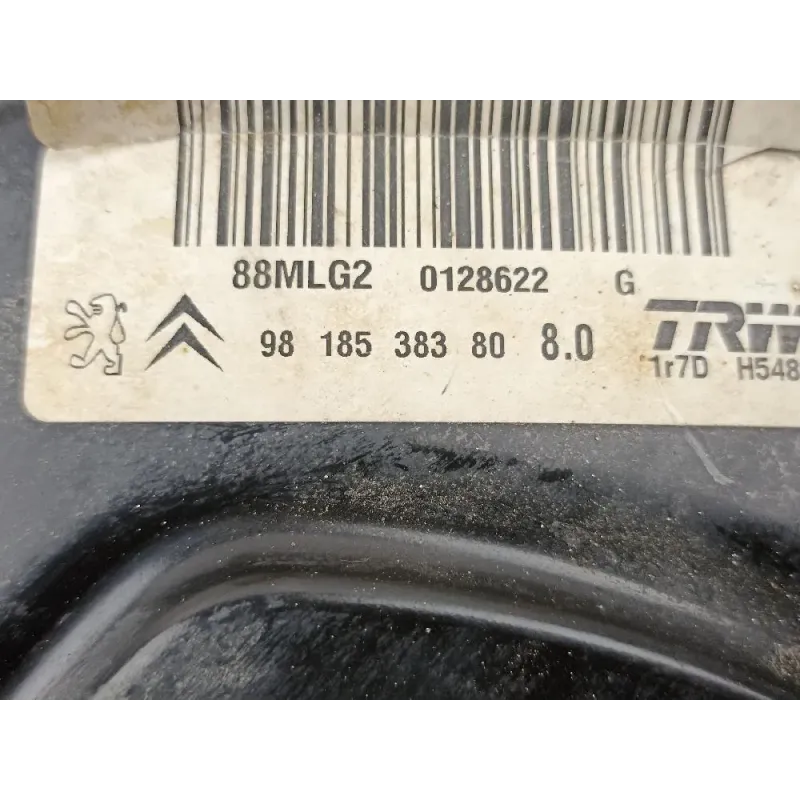 88MLG2 0128622 G
98 185 383 80 8.0 TRW
1r7D H548